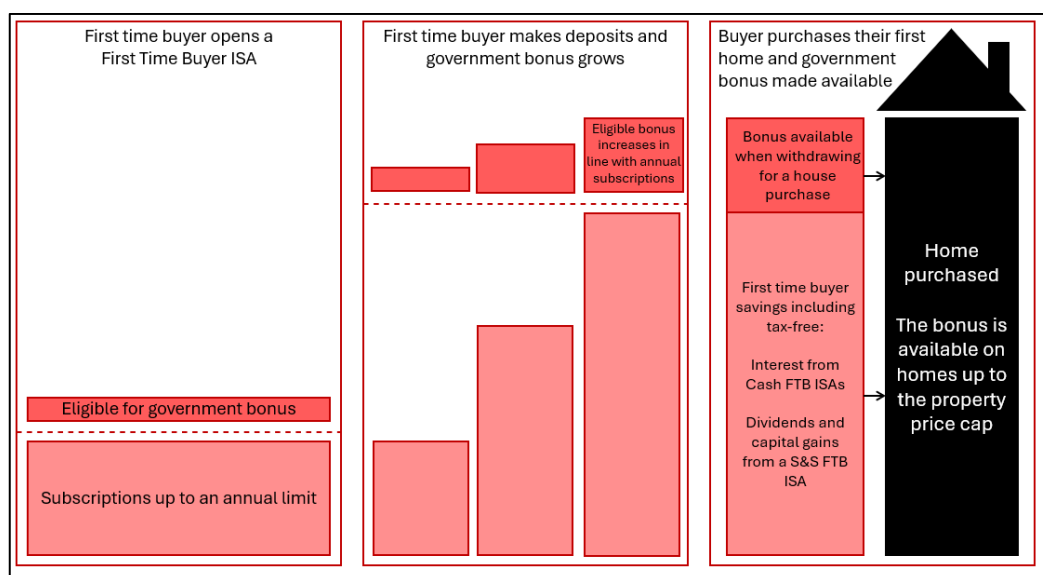 First time buyer opens a
First Time Buyer ISA
Eligible for government bonus
Subscriptions up to an annual limit
First time buyer makes deposits and
government bonus grows
Eligible bonus
increases in
line with annual
subscriptions
Buyer purchases their first
home and government
bonus made available
Bonus available
when withdrawing
for a house
purchase
First time buyer
savings including
tax-free:
Interest from
Cash FTB ISAs
Dividends and
capital gains
from a S&S FTB
ISA
Home
purchased
The bonus is
available on
homes up to
the property
price cap